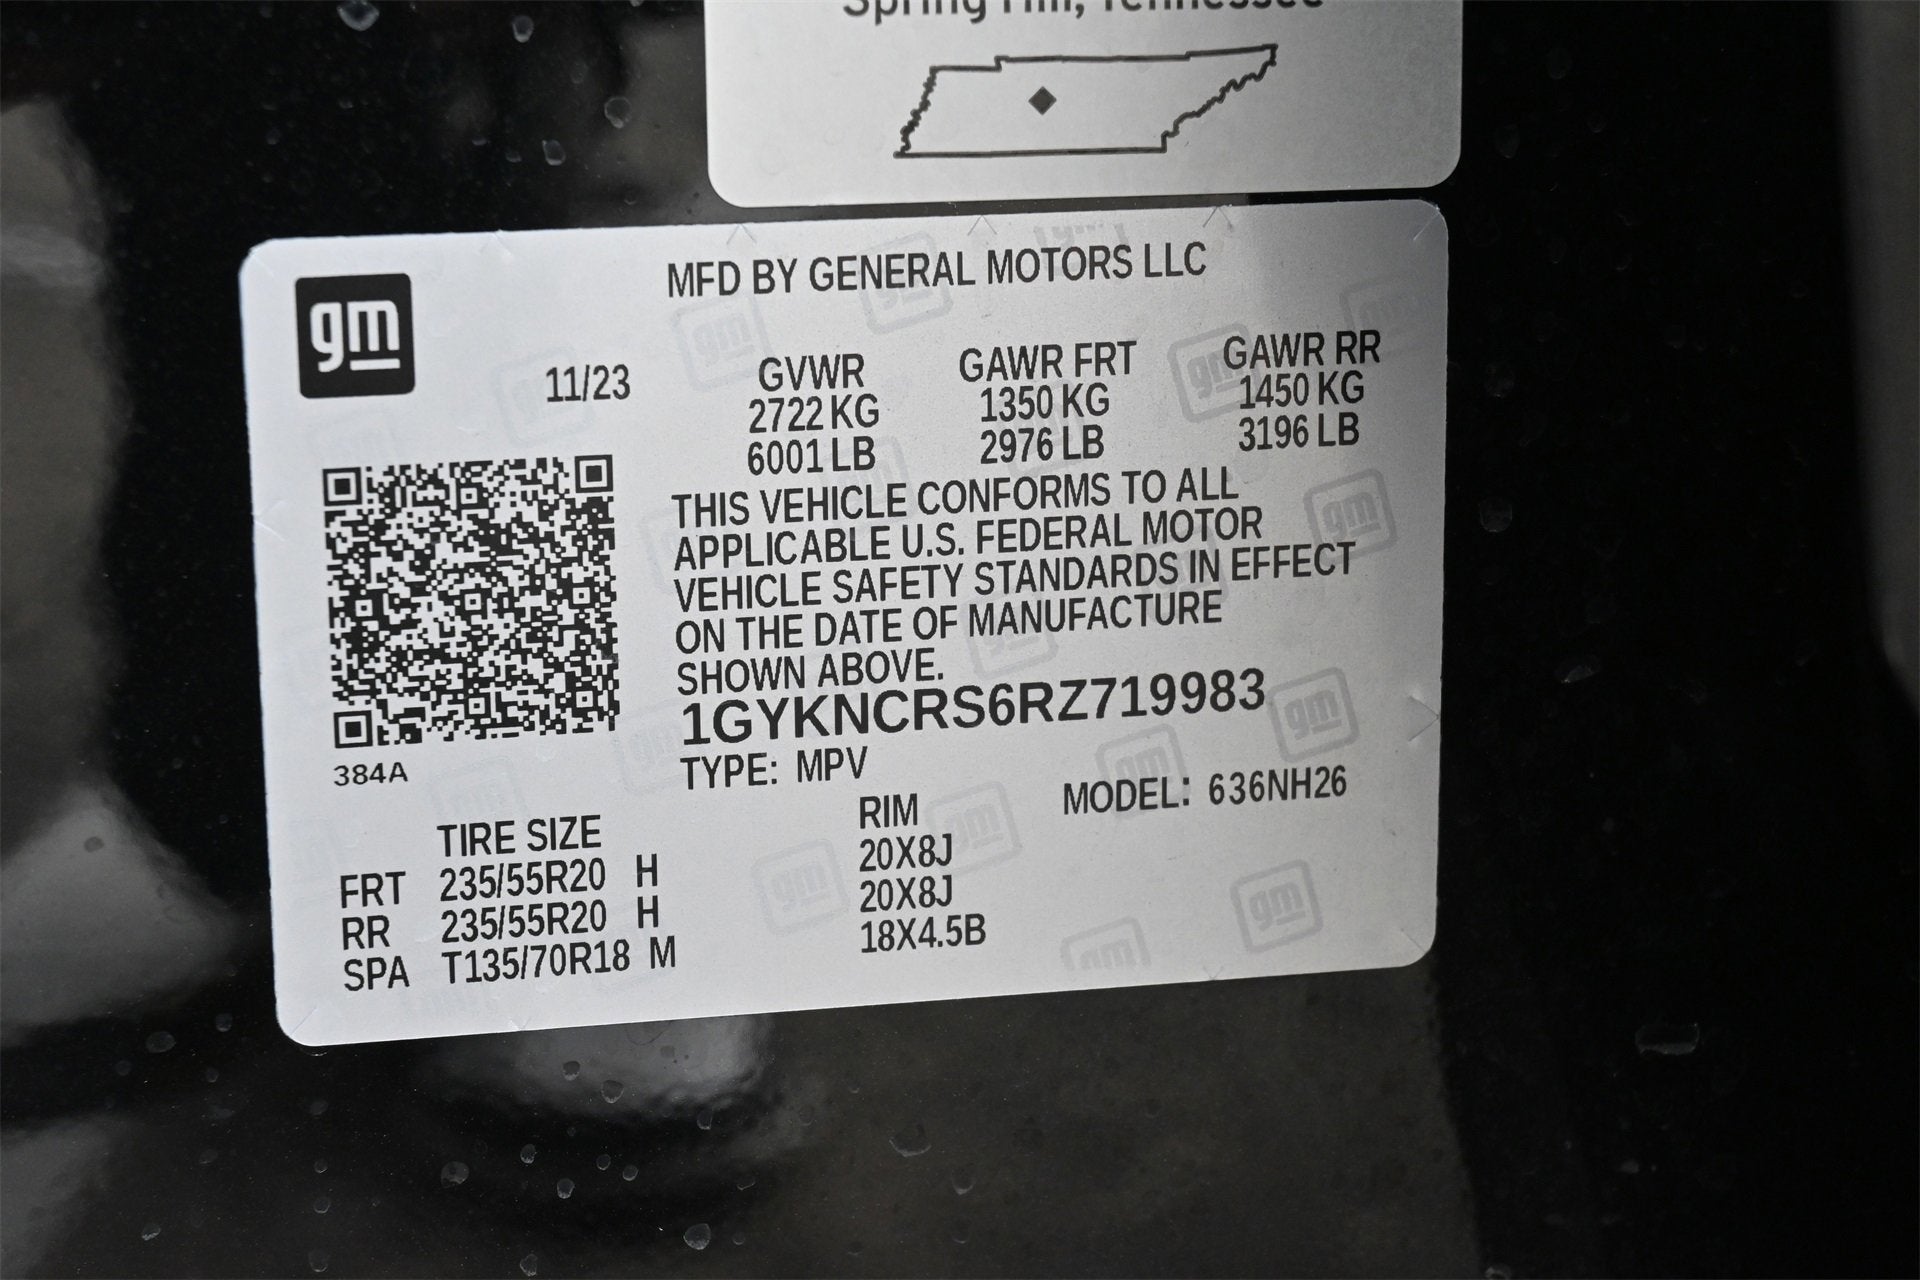 Spring Hill, Tennessee
gm
MFD BY GENERAL MOTORS LLC
11/23
GVWR GAWR FRT GAWR RR
2722 KG 1350 KG 1450 KG
6001 LB 2976 LB 3196 LB
THIS VEHICLE CONFORMS TO ALL
APPLICABLE U.S. FEDERAL MOTOR
VEHICLE SAFETY STANDARDS IN EFFECT
ON THE DATE OF MANUFACTURE
SHOWN ABOVE.
1GYKNCRS6RZ719983
384A
TYPE: MPV
MODEL: 636NH26
TIRE SIZE RIM
FRT 235/55R20 H 20X8J
RR 235/55R20 H 20X8J
SPA T135/70R18 M 18X4.5B